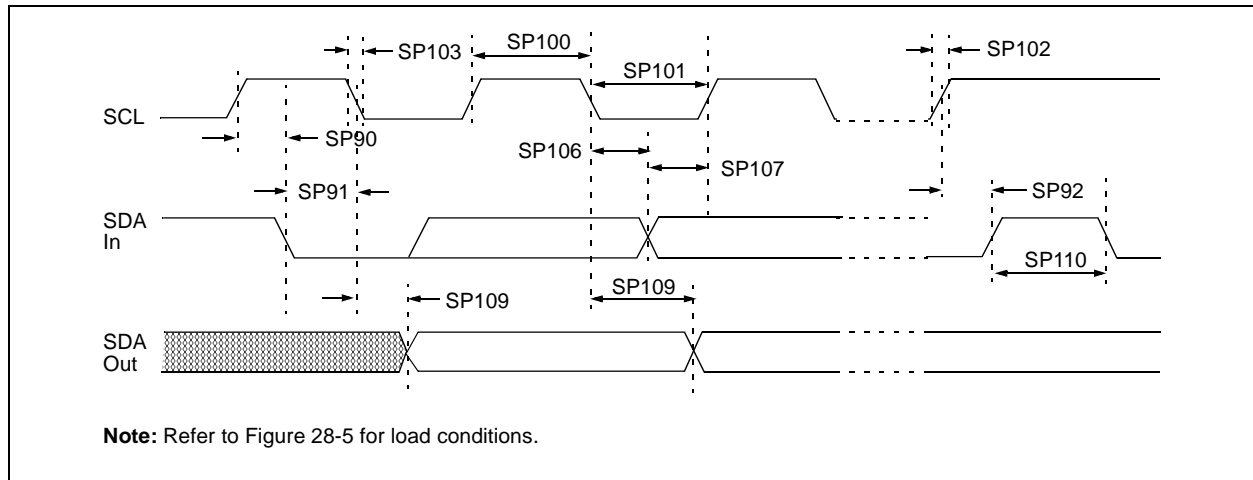 SP103
SP100
SP101
SP102
SCL
SP90
SP106
SP107
SP91
SP92
SDA
In
SP110
SP109
SP109
SDA
Out
Note: Refer to Figure 28-5 for load conditions.